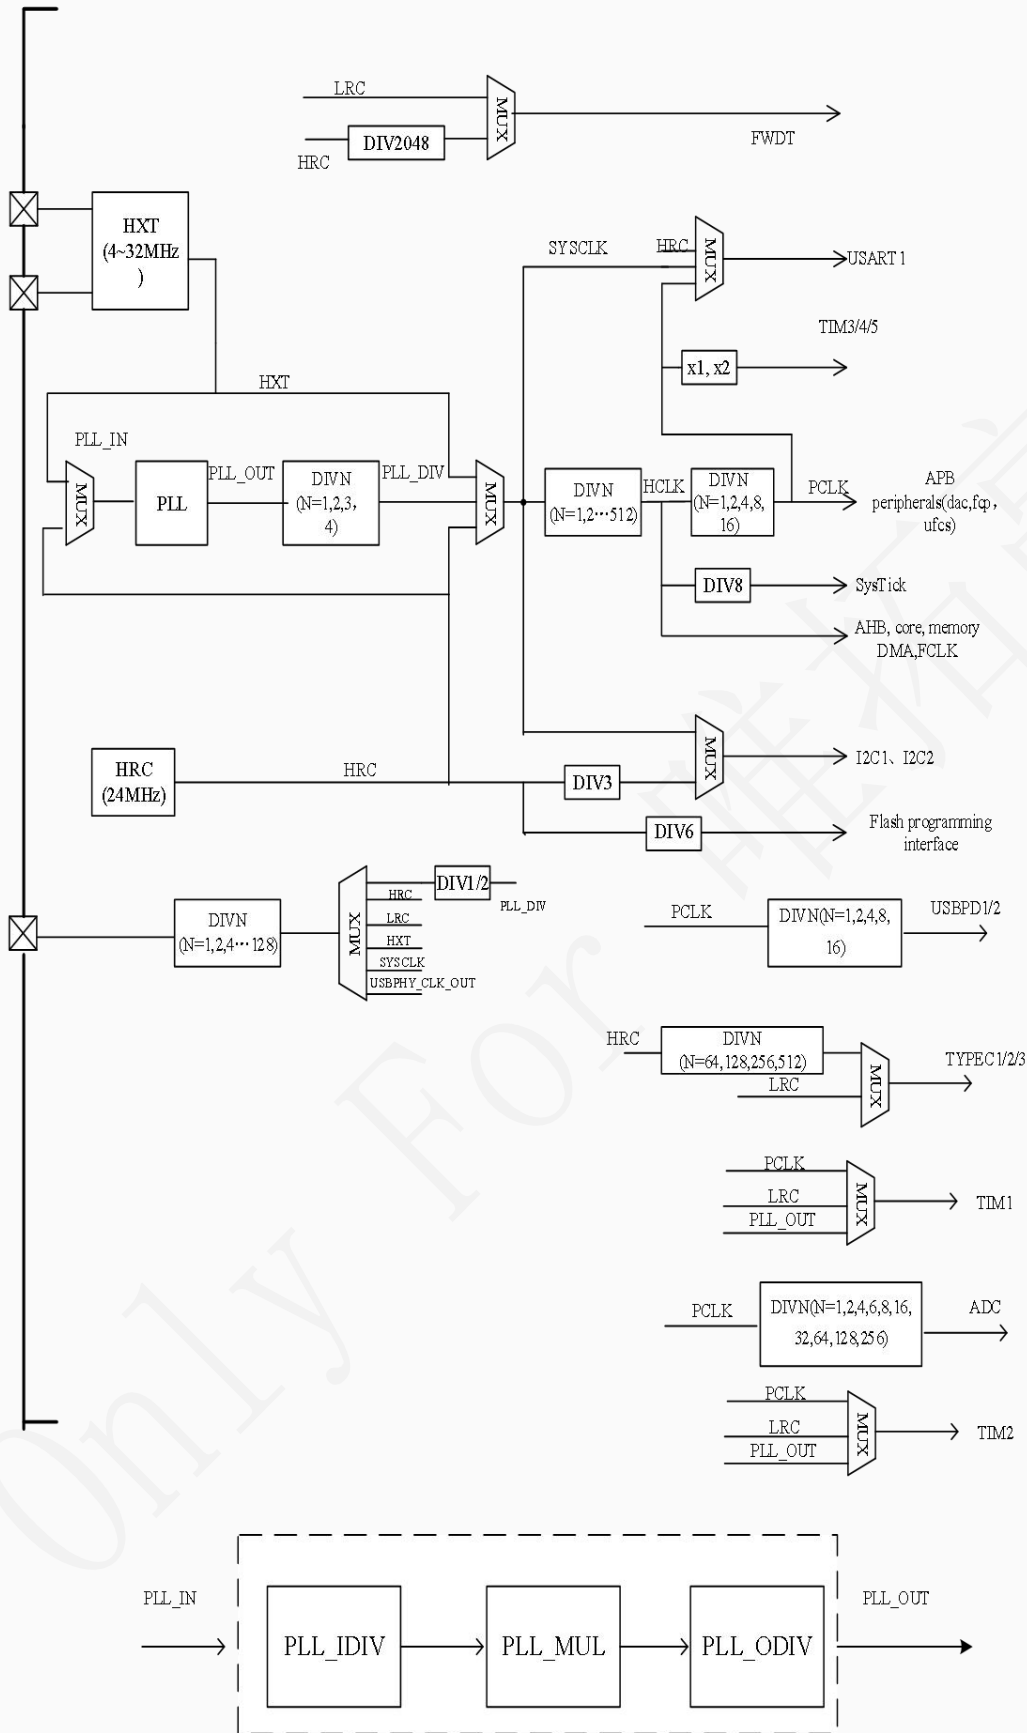 LRC
MUX
DIV2048
HRC
FWDT
HXT
(4~32MHz
)
SYSCLK
HRC
MUX
USART1
TIM3/4/5
x1, x2
HXT
PLL_IN
MUX
PLL
PLL_OUT
DIVN
(N=1,2,3,
4)
PLL_DIV
MUX
DIVN
(N=1,2…512)
HCLK
DIVN
(N=1,2,4,8,
16)
PCLK
APB
peripherals(dac,fcp,
ufcs)
DIV8
SysTick
AHB, core, memory
DMA,FCLK
HRC
(24MHz)
HRC
MUX
I2C1、I2C2
DIV3
DIV6
Flash programming
interface
DIVN
(N=1,2,4…128)
MUX
DIV1/2
PLL_DIV
HRC
LRC
HXT
SYSCLK
USBPHY_CLK_OUT
PCLK
DIVN(N=1,2,4,8,
16)
USBPD1/2
HRC
DIVN
(N=64,128,256,512)
LRC
MUX
TYPEC1/2/3
PCLK
LRC
PLL_OUT
MUX
TIM1
PCLK
DIVN(N=1,2,4,6,8,16,
32,64,128,256)
ADC
PCLK
LRC
PLL_OUT
MUX
TIM2
PLL_IN
PLL_IDIV
PLL_MUL
PLL_ODIV
PLL_OUT
Only For